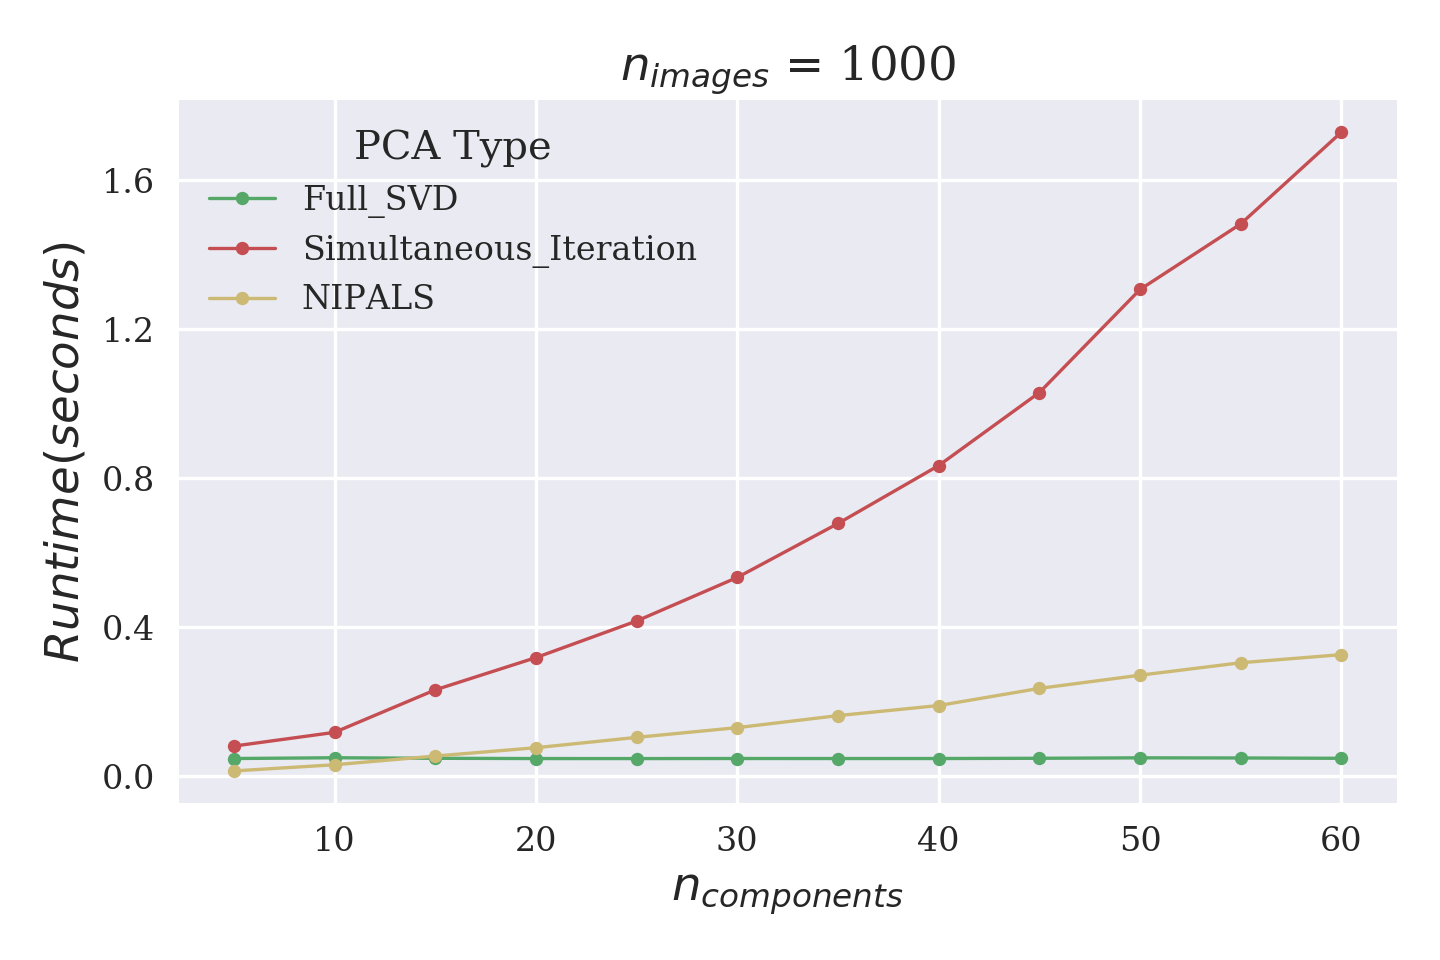 n_images = 1000
PCA Type
Full_SVD
Simultaneous_Iteration
NIPALS
Runtime(seconds)
1.6
1.2
0.8
0.4
0.0
10 20 30 40 50 60
n_components